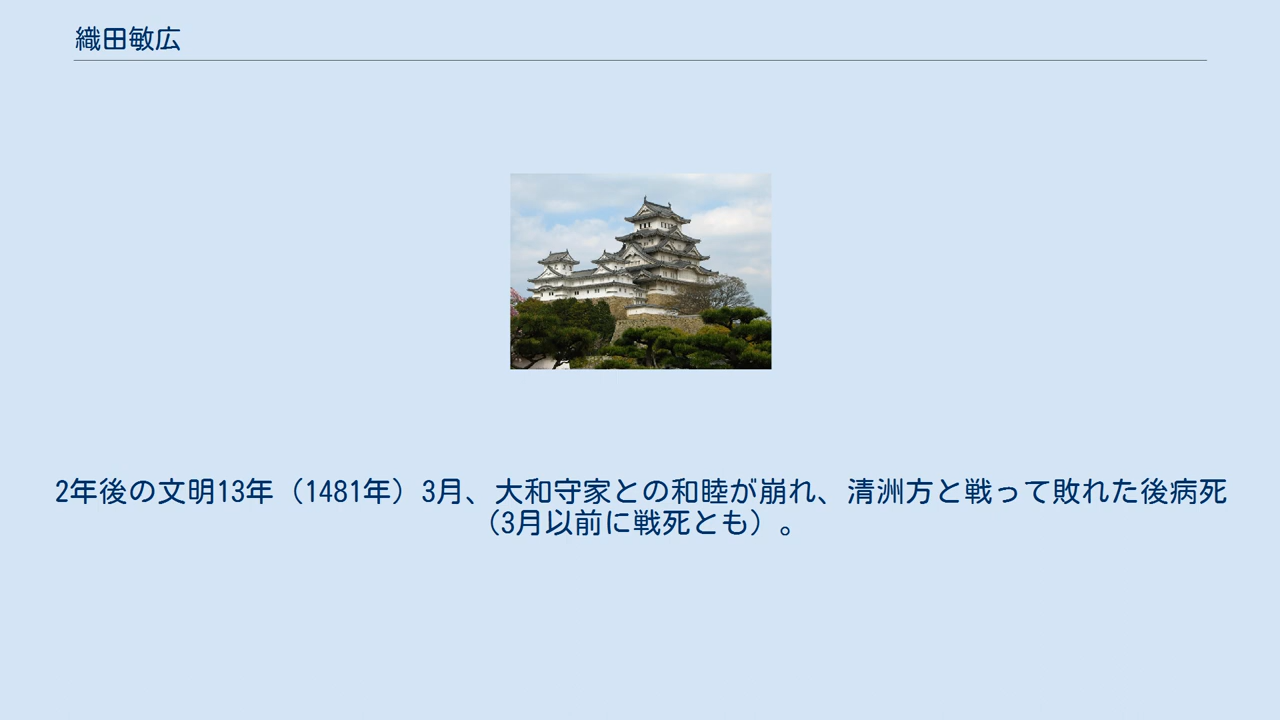 織田敏広
2年後の文明13年（1481年）3月、大和守家との和睦が崩れ、清洲方と戦って敗れた後病死
（3月以前に戦死とも）。